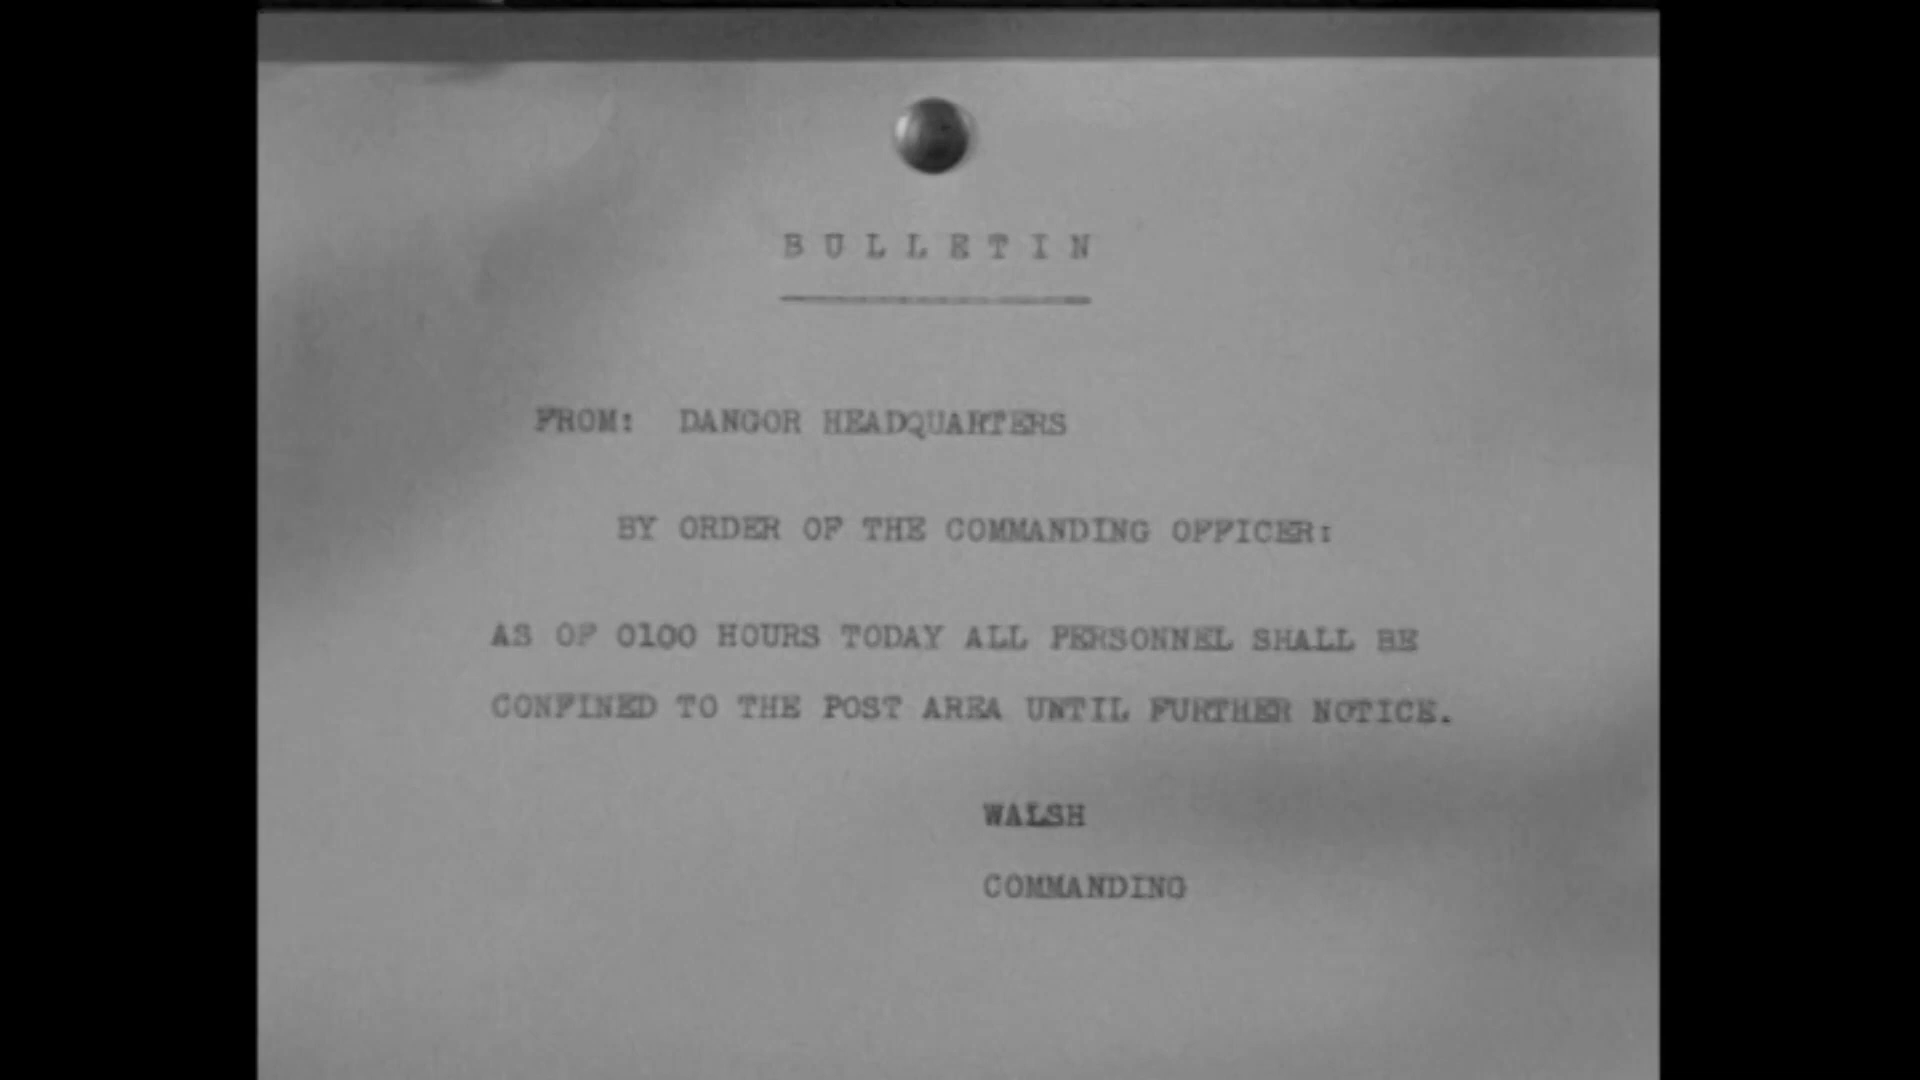 BULLETIN
FROM: DANGOR HEADQUARTERS
BY ORDER OF THE COMMANDING OFFICER:
AS OF 0100 HOURS TODAY ALL PERSONNEL SHALL BE
CONFINED TO THE POST AREA UNTIL FURTHER NOTICE.
WALSH
COMMANDING